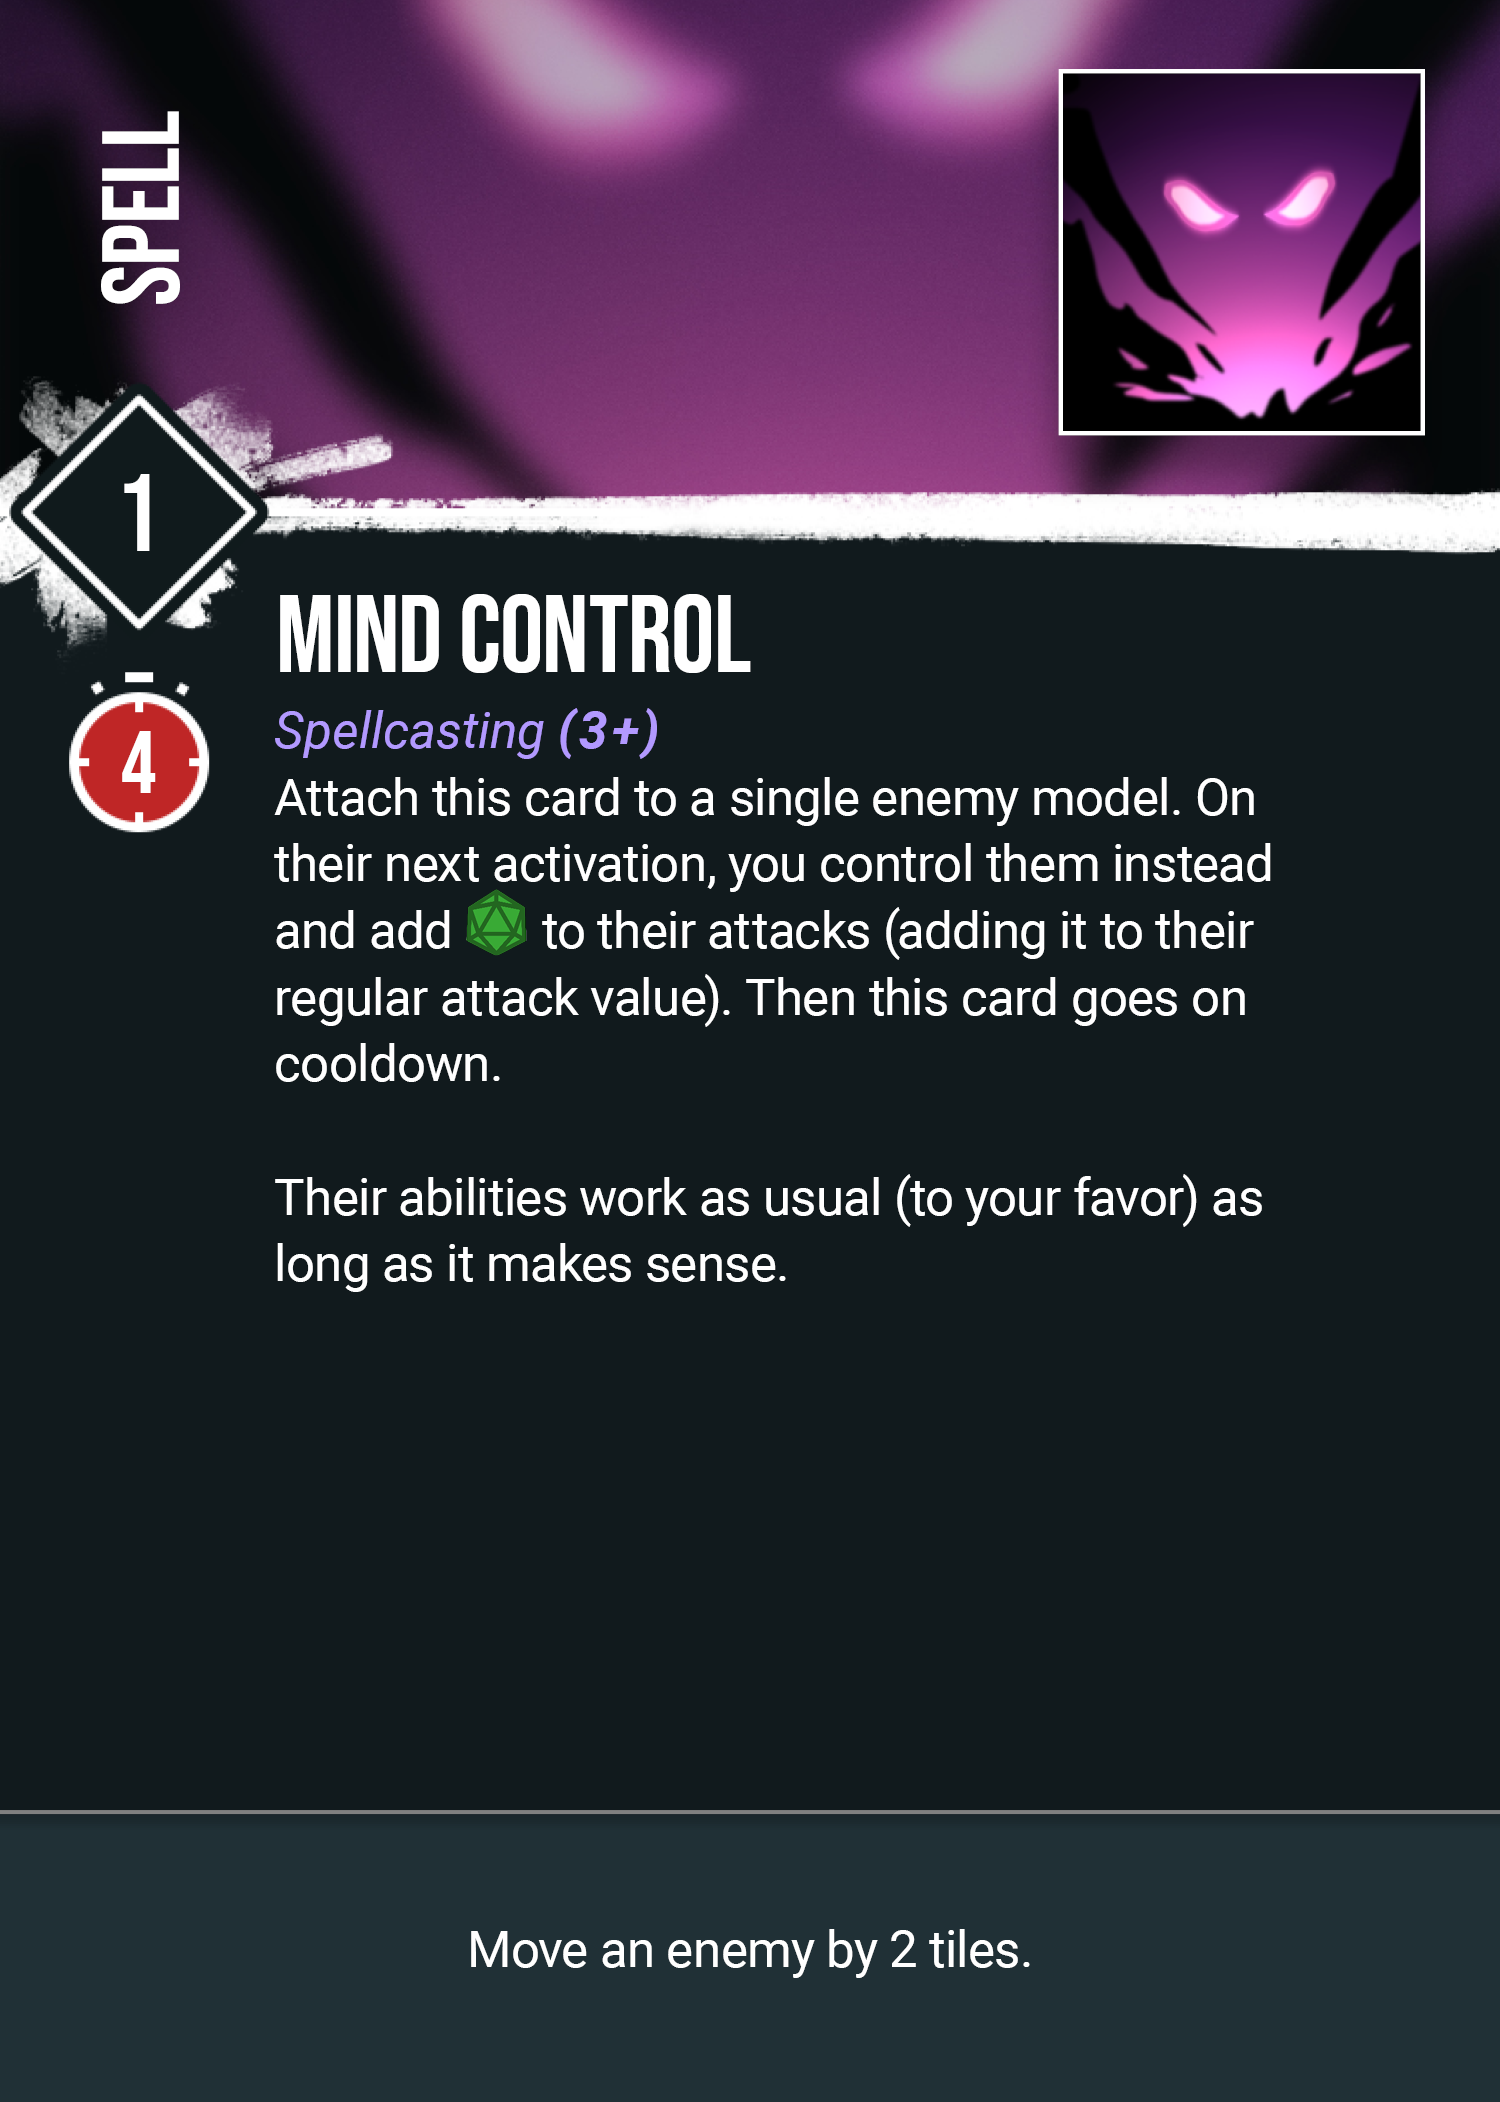 SPELL
1
4
MIND CONTROL
Spellcasting (3+)
Attach this card to a single enemy model. On
their next activation, you control them instead
and add to their attacks (adding it to their
regular attack value). Then this card goes on
cooldown.
Their abilities work as usual (to your favor) as
long as it makes sense.
Move an enemy by 2 tiles.